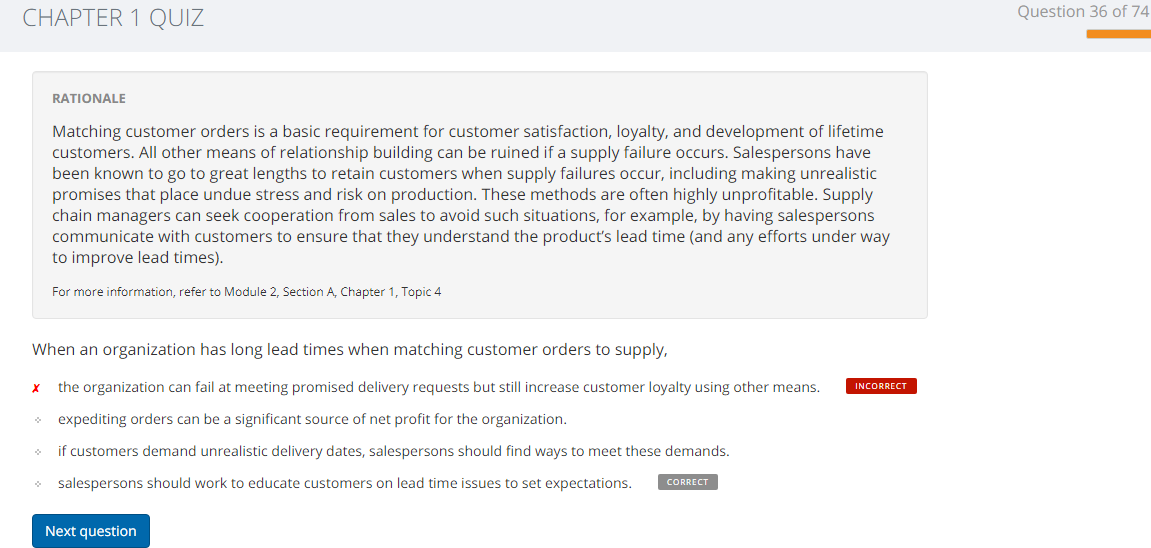 CHAPTER 1 QUIZ
Question 36 of 74
RATIONALE
Matching customer orders is a basic requirement for customer satisfaction, loyalty, and development of lifetime
customers. All other means of relationship building can be ruined if a supply failure occurs. Salespersons have
been known to go to great lengths to retain customers when supply failures occur, including making unrealistic
promises that place undue stress and risk on production. These methods are often highly unprofitable. Supply
chain managers can seek cooperation from sales to avoid such situations, for example, by having salespersons
communicate with customers to ensure that they understand the product's lead time (and any efforts under way
to improve lead times).
For more information, refer to Module 2, Section A, Chapter 1, Topic 4
When an organization has long lead times when matching customer orders to supply,
✗ the organization can fail at meeting promised delivery requests but still increase customer loyalty using other means. INCORRECT
expediting orders can be a significant source of net profit for the organization.
if customers demand unrealistic delivery dates, salespersons should find ways to meet these demands.
salespersons should work to educate customers on lead time issues to set expectations. CORRECT
Next question